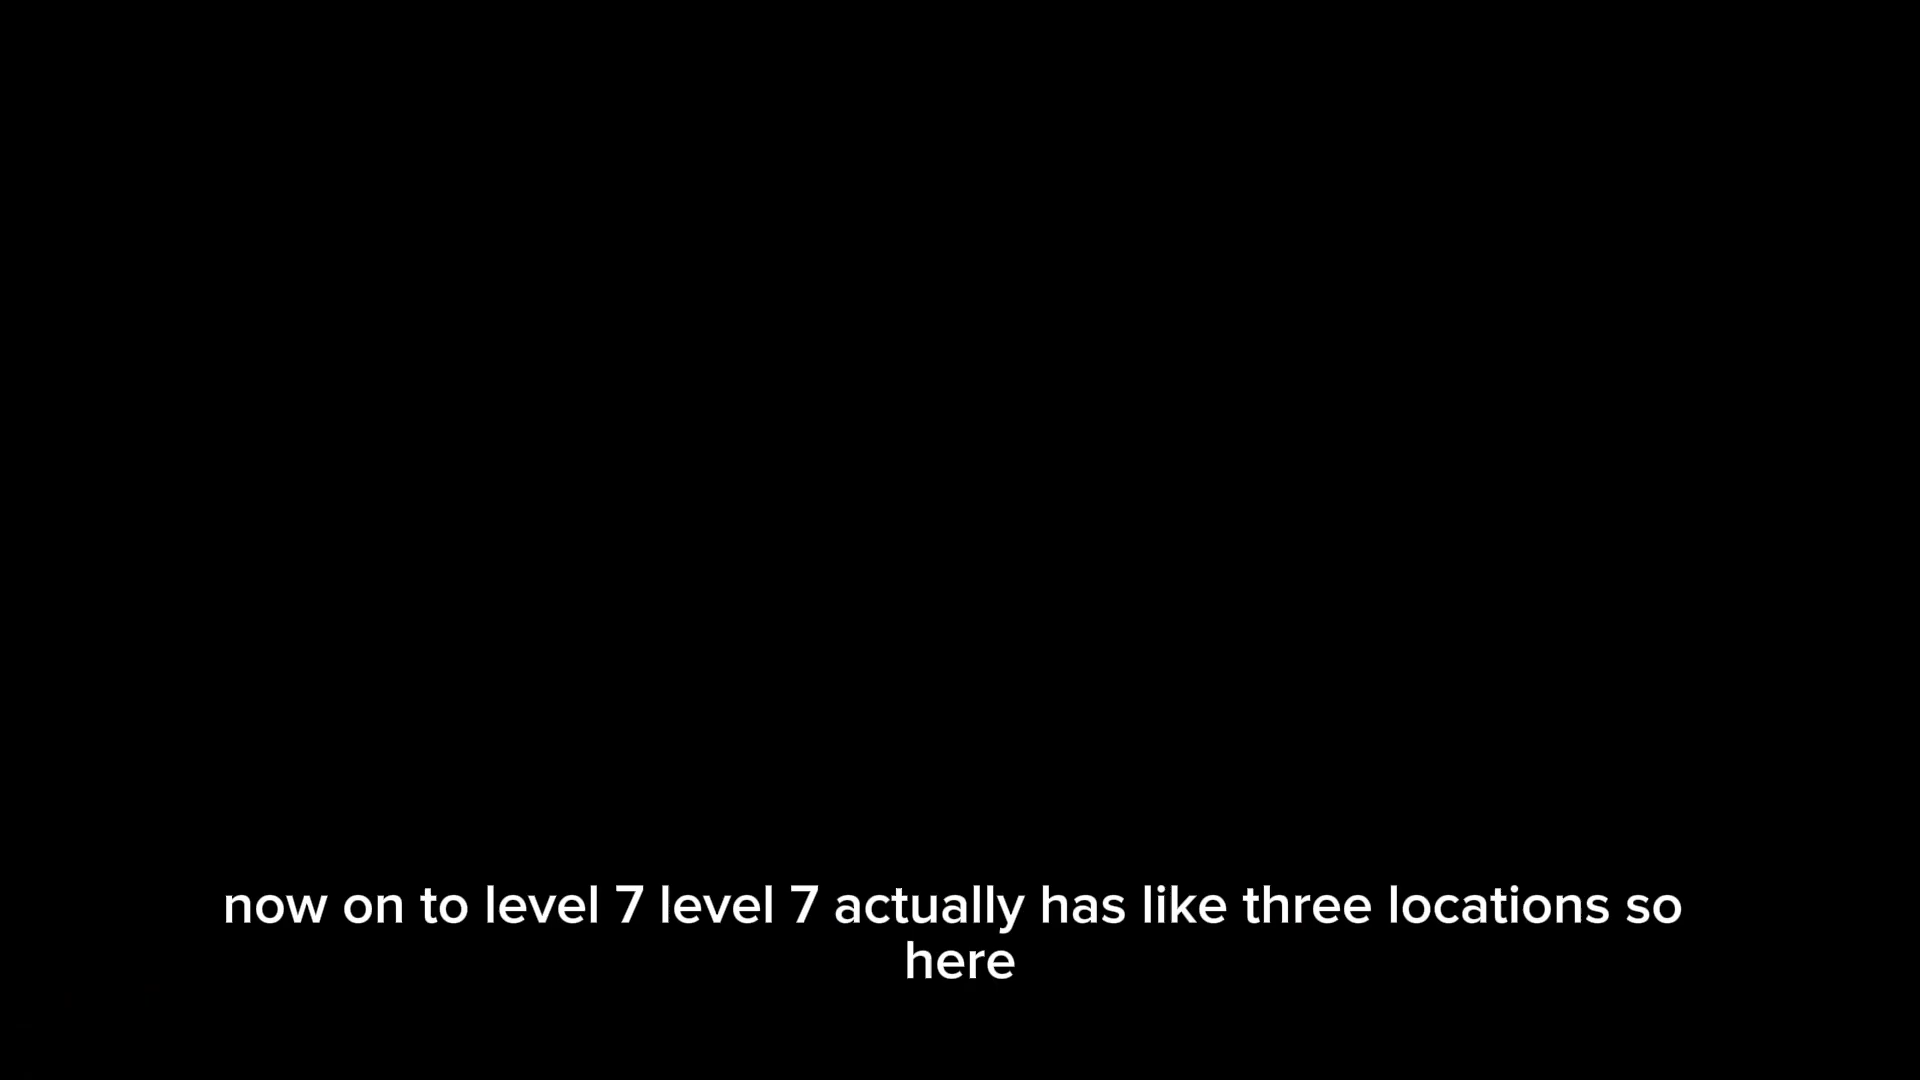 now on to level 7 level 7 actually has like three locations so
here